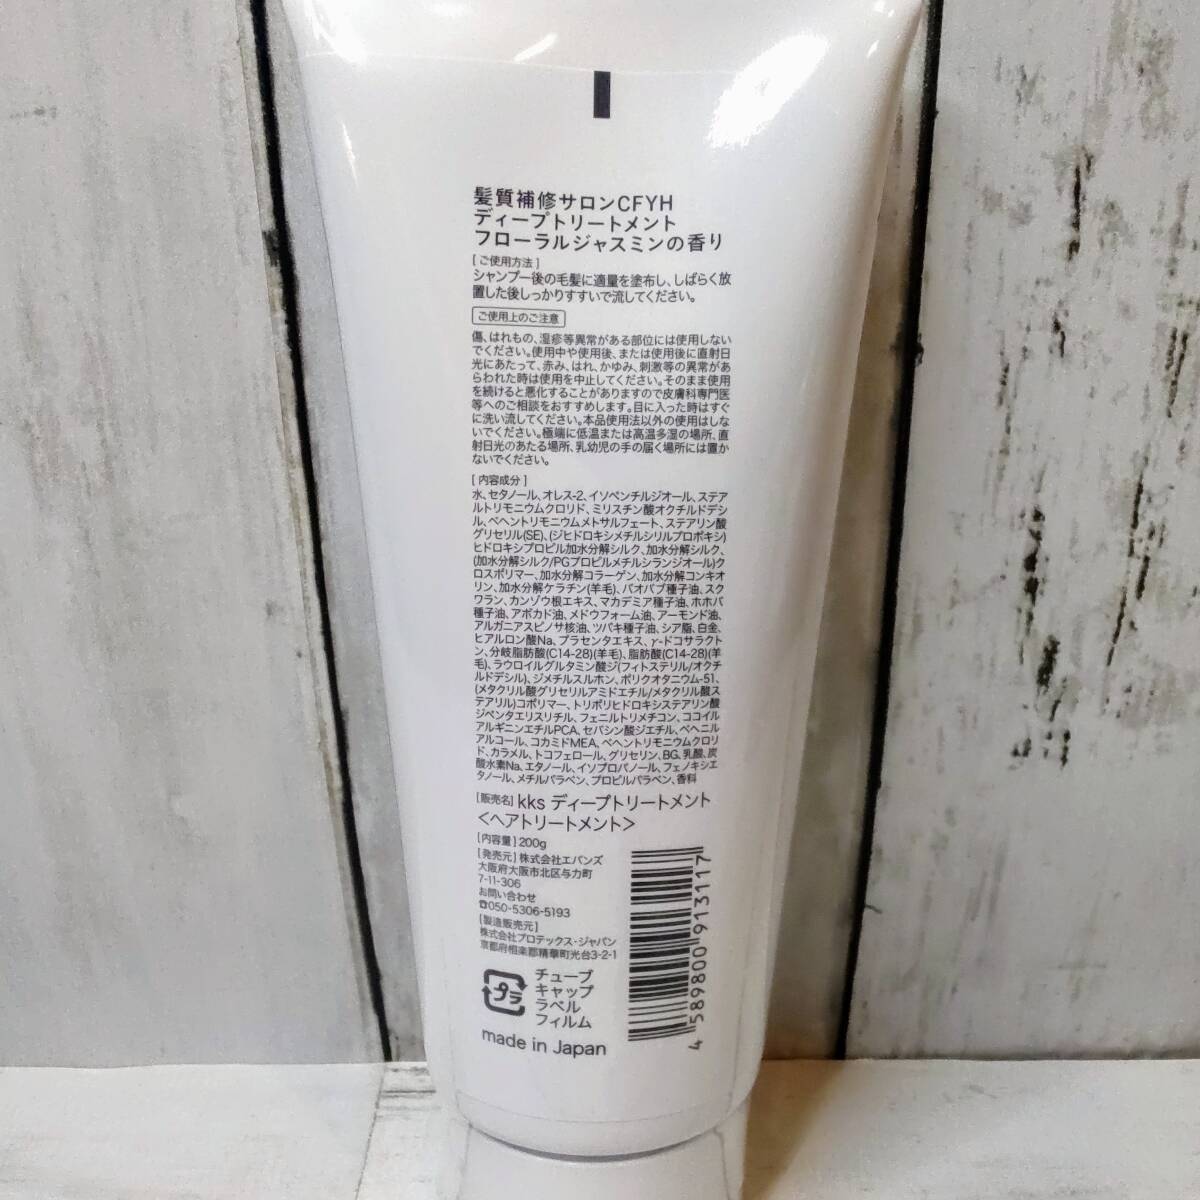 髪質補修サロンCFYH
ディープトリートメント
フローラルジャスミンの香り
[ご使用方法]
シャンプー後の毛髪に適量を塗布し、しばらく放
置した後しっかりすすいで流してください。
ご使用上のご注意
傷、はれもの、湿疹等異常がある部位には使用しない
でください。使用中や使用後、または使用後に直射日
光にあたって、赤み、はれ、かゆみ、刺激等の異常があ
らわれた時は使用を中止してください。そのまま使用
を続けると悪化することがありますので皮膚科専門医
等へのご相談をおすすめします。目に入った時はすぐ
に洗い流してください。本品使用法以外の使用はしな
いでください。極端に低温または高温多湿の場所、直
射日光のあたる場所、乳幼児の手の届く場所には置か
ないでください。
[内容成分]
水、セタノール、オレス-2、イソペンチルジオール、ステア
ルトリモニウムクロリド、ミリスチン酸オクチルドデシ
ル、ベヘントリモニウムメトサルフェート、ステアリン酸
グリセリル(SE)、(ジヒドロキシメチルシリルプロポキシ)
ヒドロキシプロピル加水分解シルク、加水分解シルク、
(加水分解シルク/PGプロピルメチルシランジオール)ク
ロスポリマー、加水分解コラーゲン、加水分解コンキオ
リン、加水分解ケラチン(羊毛)、バオバブ種子油、スク
ワラン、カンゾウ根エキス、マカデミア種子油、ホホバ
種子油、アボカド油、メドウフォーム油、アーモンド油、
アルガニアスピノサ核油、ツバキ種子油、シア脂、白金、
ヒアルロン酸Na、プラセンタエキス、γ-ドコサラクト
ン、分岐脂肪酸(C14-28)(羊毛)、脂肪酸(C14-28)(羊
毛)、ラウロイルグルタミン酸ジ(フィトステリル/オクチ
ルドデシル)、ジメチルスルホン、ポリクオタニウム-51、
(メタクリル酸グリセリルアミドエチル/メタクリル酸ス
テアリル)コポリマー、トリポリヒドロキシステアリン酸
ジペンタエリスリチル、フェニルトリメチコン、ココイル
アルギニンエチルPCA、セバシン酸ジエチル、ベヘニル
アルコール、コカミドMEA、ベヘントリモニウムクロリ
ド、カラメル、トコフェロール、グリセリン、BG、乳酸、炭
酸水素Na、エタノール、イソプロパノール、フェノキシエ
タノール、メチルパラベン、プロピルパラベン、香料
[販売名] kks ディープトリートメント
＜ヘアトリートメント＞
[内容量] 200g
[発売元] 株式会社エバンズ
大阪府大阪市北区与力町
7-11-306
お問い合わせ
☎050-5306-5193
[製造販売元]
株式会社プロテックス・ジャパン
京都府相楽郡精華町光台3-2-1
プラ
チューブ
キャップ
ラベル
フィルム
made in Japan
4 589800 913117